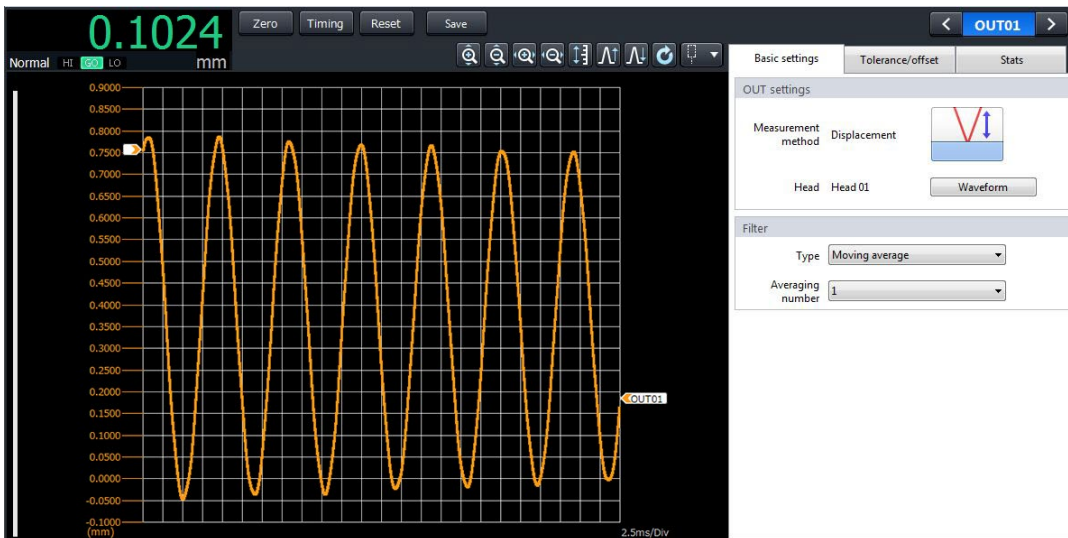 0.1024
Zero
Timing
Reset
Save
< OUT01 >
Normal HI GO LO mm
Basic settings
Tolerance/offset
Stats
0.9000
0.8500
0.8000
0.7500
0.7000
0.6500
0.6000
0.5500
0.5000
0.4500
0.4000
0.3500
0.3000
0.2500
0.2000
0.1500
0.1000
0.0500
0.0000
-0.0500
-0.1000
(mm)
OUT01
2.5ms/Div
OUT settings
Measurement
method
Displacement
Head
Head 01
Waveform
Filter
Type
Moving average
Averaging
number
1